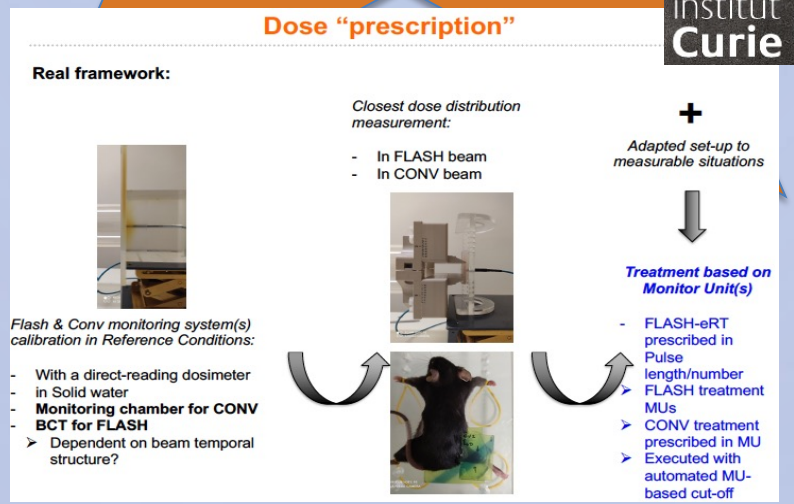 Dose “prescription”
Institut
Curie
Real framework:
Closest dose distribution
measurement:
- In FLASH beam
- In CONV beam
+
Adapted set-up to
measurable situations
Flash & Conv monitoring system(s)
calibration in Reference Conditions:
- With a direct-reading dosimeter
- in Solid water
- Monitoring chamber for CONV
- BCT for FLASH
➢ Dependent on beam temporal
structure?
Treatment based on
Monitor Unit(s)
- FLASH-eRT
prescribed in
Pulse
length/number
➢ FLASH treatment
MUs
➢ CONV treatment
prescribed in MU
➢ Executed with
automated MU-
based cut-off